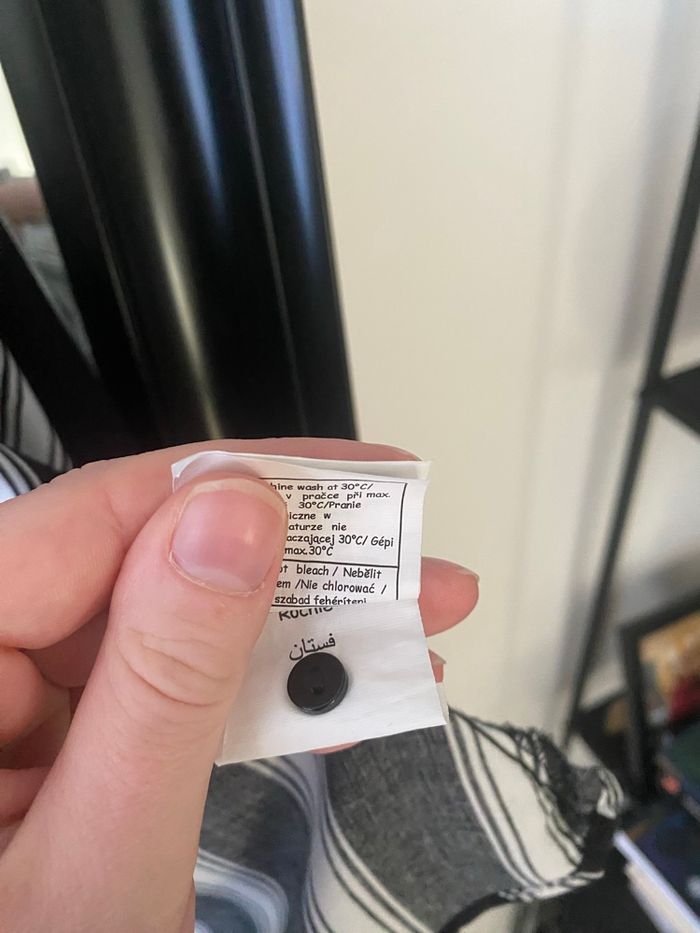 hine wash at 30°C/
v pračce při max.
30°C/Pranie
iczne w
aturze nie
aczającej 30°C/ Gépi
max.30°C
ot bleach / Nebělit
em /Nie chlorować /
szabad fehéríteni
فستان